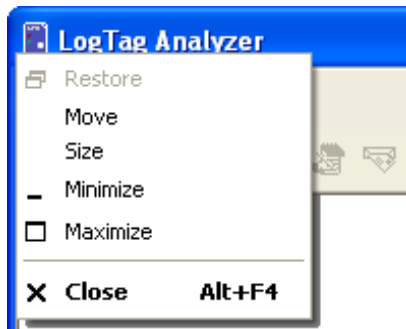 LogTag Analyzer
Restore
Move
Size
Minimize
Maximize
Close Alt+F4